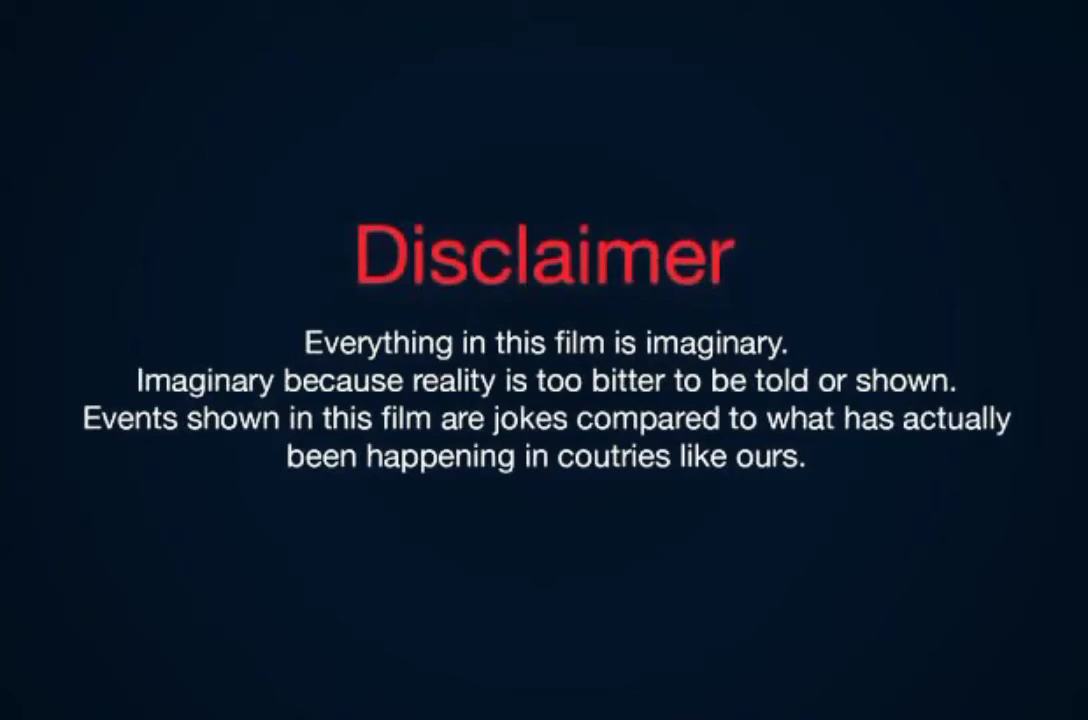 Disclaimer
Everything in this film is imaginary.
Imaginary because reality is too bitter to be told or shown.
Events shown in this film are jokes compared to what has actually
been happening in coutries like ours.